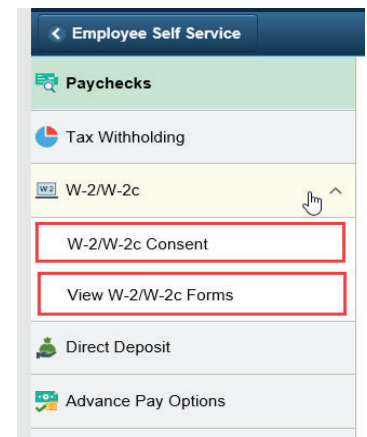 Employee Self Service
Paychecks
Tax Withholding
W2
W-2/W-2c
W-2/W-2c Consent
View W-2/W-2c Forms
Direct Deposit
Advance Pay Options